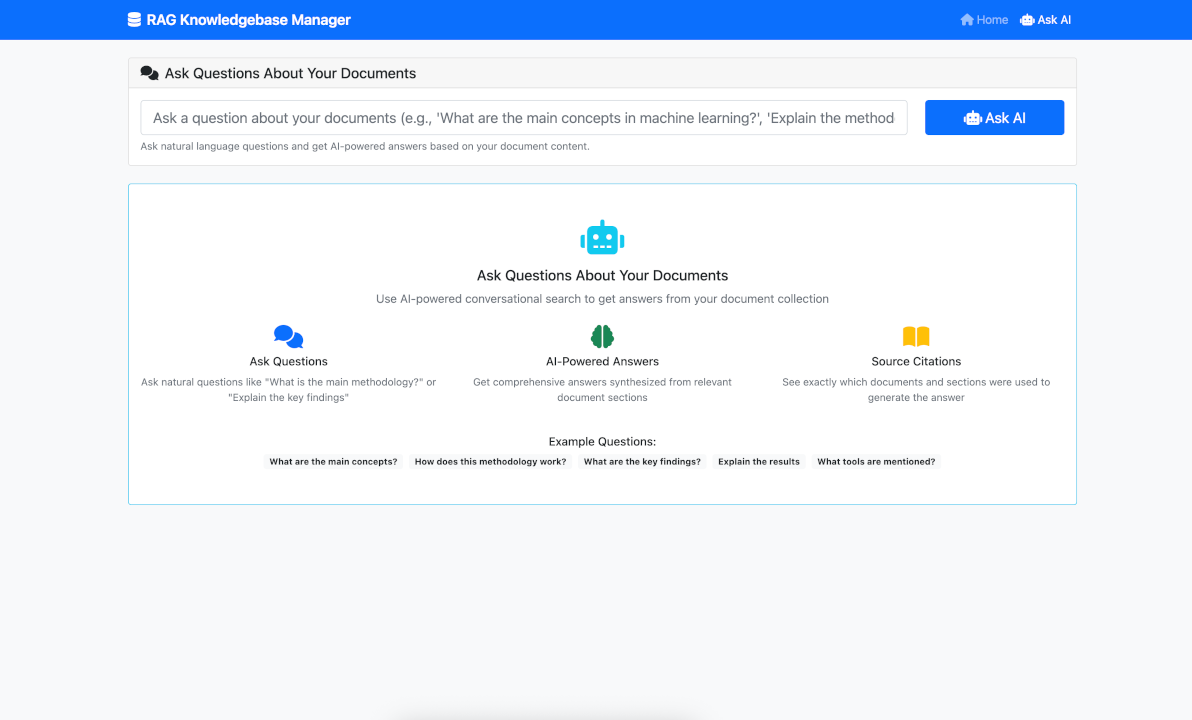 RAG Knowledgebase Manager
Home
Ask AI
Ask Questions About Your Documents
Ask a question about your documents (e.g., 'What are the main concepts in machine learning?', 'Explain the method
Ask AI
Ask natural language questions and get AI-powered answers based on your document content.
Ask Questions About Your Documents
Use AI-powered conversational search to get answers from your document collection
Ask Questions
Ask natural questions like "What is the main methodology?" or
"Explain the key findings"
AI-Powered Answers
Get comprehensive answers synthesized from relevant
document sections
Source Citations
See exactly which documents and sections were used to
generate the answer
Example Questions:
What are the main concepts?
How does this methodology work?
What are the key findings?
Explain the results
What tools are mentioned?